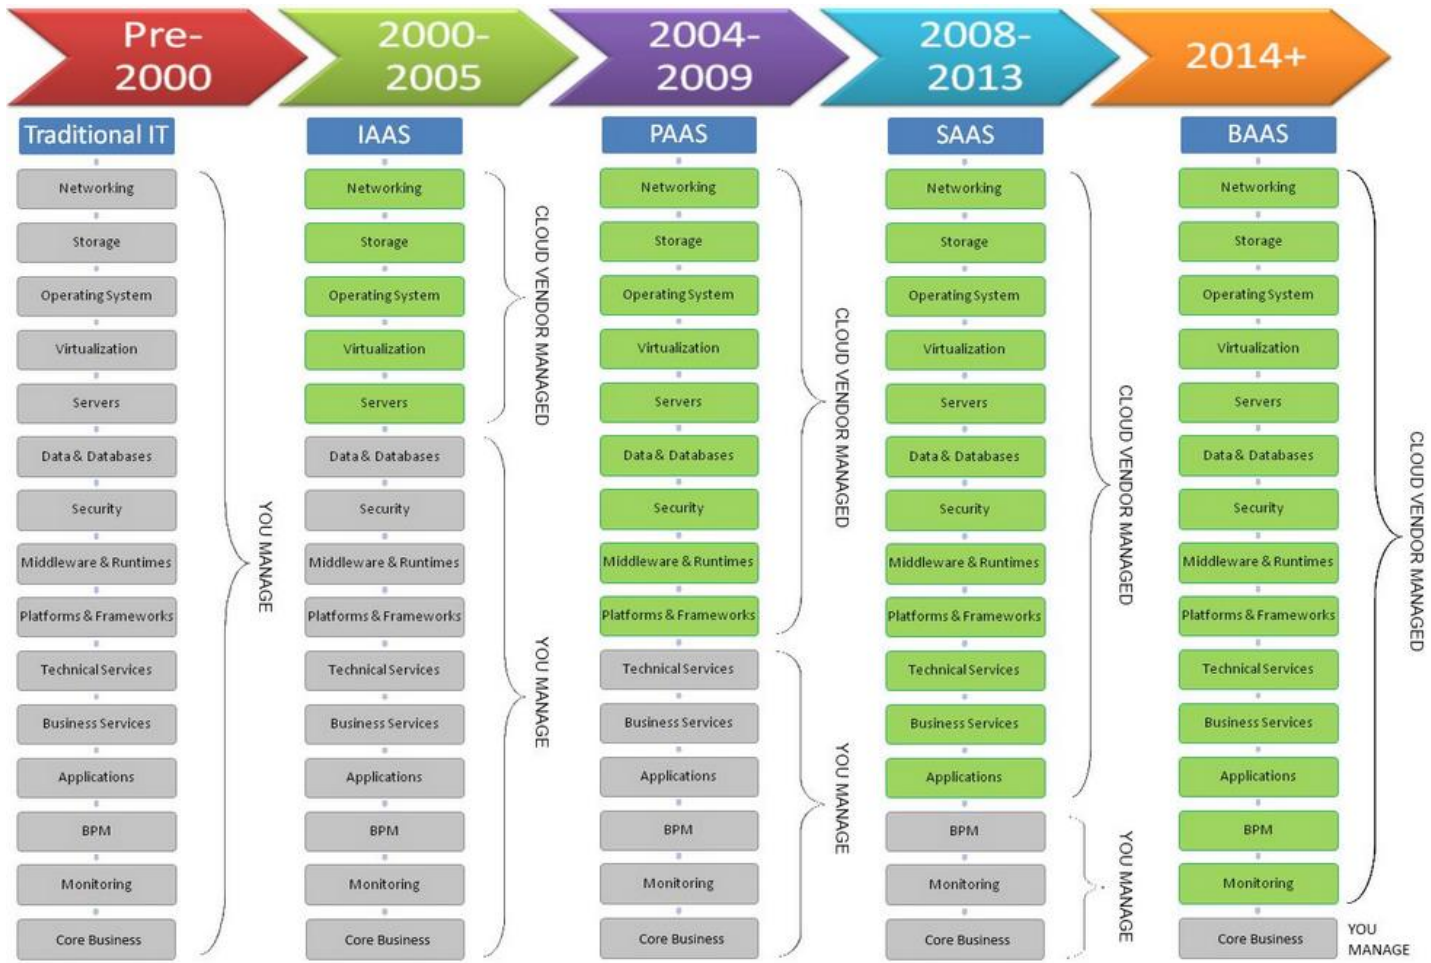 Pre-
2000
2000-
2005
2004-
2009
2008-
2013
2014+
Traditional IT
Networking
Storage
Operating System
Virtualization
Servers
Data & Databases
Security
Middleware & Runtimes
Platforms & Frameworks
Technical Services
Business Services
Applications
BPM
Monitoring
Core Business
YOU MANAGE
IAAS
Networking
Storage
Operating System
Virtualization
Servers
Data & Databases
Security
Middleware & Runtimes
Platforms & Frameworks
Technical Services
Business Services
Applications
BPM
Monitoring
Core Business
CLOUD VENDOR MANAGED
YOU MANAGE
PAAS
Networking
Storage
Operating System
Virtualization
Servers
Data & Databases
Security
Middleware & Runtimes
Platforms & Frameworks
Technical Services
Business Services
Applications
BPM
Monitoring
Core Business
CLOUD VENDOR MANAGED
YOU MANAGE
SAAS
Networking
Storage
Operating System
Virtualization
Servers
Data & Databases
Security
Middleware & Runtimes
Platforms & Frameworks
Technical Services
Business Services
Applications
BPM
Monitoring
Core Business
CLOUD VENDOR MANAGED
YOU MANAGE
BAAS
Networking
Storage
Operating System
Virtualization
Servers
Data & Databases
Security
Middleware & Runtimes
Platforms & Frameworks
Technical Services
Business Services
Applications
BPM
Monitoring
Core Business
CLOUD VENDOR MANAGED
YOU
MANAGE